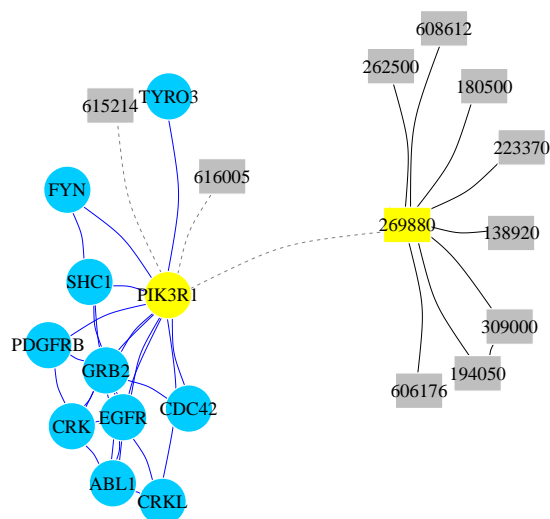 608612
262500
180500
TYRO3
615214
223370
616005
FYN
269880
138920
SHC1
PIK3R1
309000
PDGFRB
GRB2
194050
606176
CDC42
EGFR
CRK
ABL1
CRKL